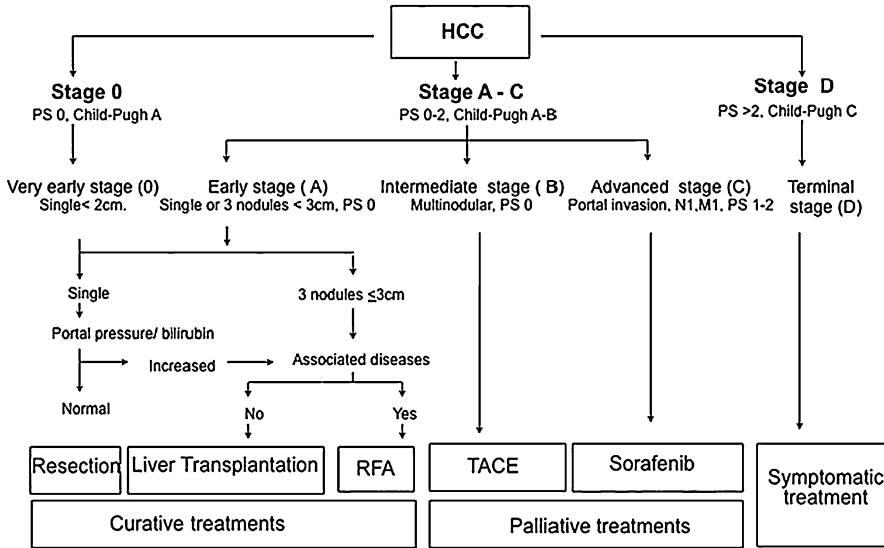 HCC
Stage 0
PS 0, Child-Pugh A
Stage A - C
PS 0-2, Child-Pugh A-B
Stage D
PS >2, Child-Pugh C
Very early stage (0)
Single< 2cm.
Early stage ( A)
Single or 3 nodules < 3cm, PS 0
Intermediate stage ( B)
Multinodular, PS 0
Advanced stage (C)
Portal invasion, N1,M1, PS 1-2
Terminal
stage (D)
Single
3 nodules ≤3cm
Portal pressure/ bilirubin
Increased
Associated diseases
Normal
No
Yes
Resection
Liver Transplantation
RFA
TACE
Sorafenib
Symptomatic
treatment
Curative treatments
Palliative treatments